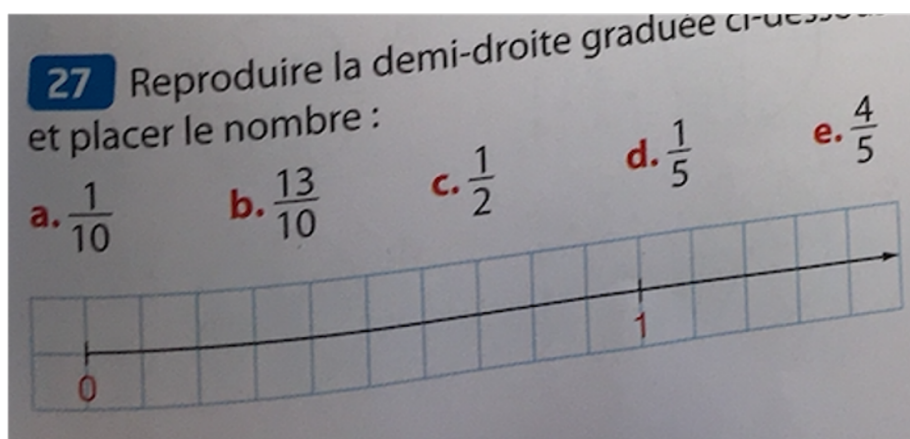 27 Reproduire la demi-droite graduée
et placer le nombre :
a. 1/10 b. 13/10 c. 1/2 d. 1/5 e. 4/5
0 1